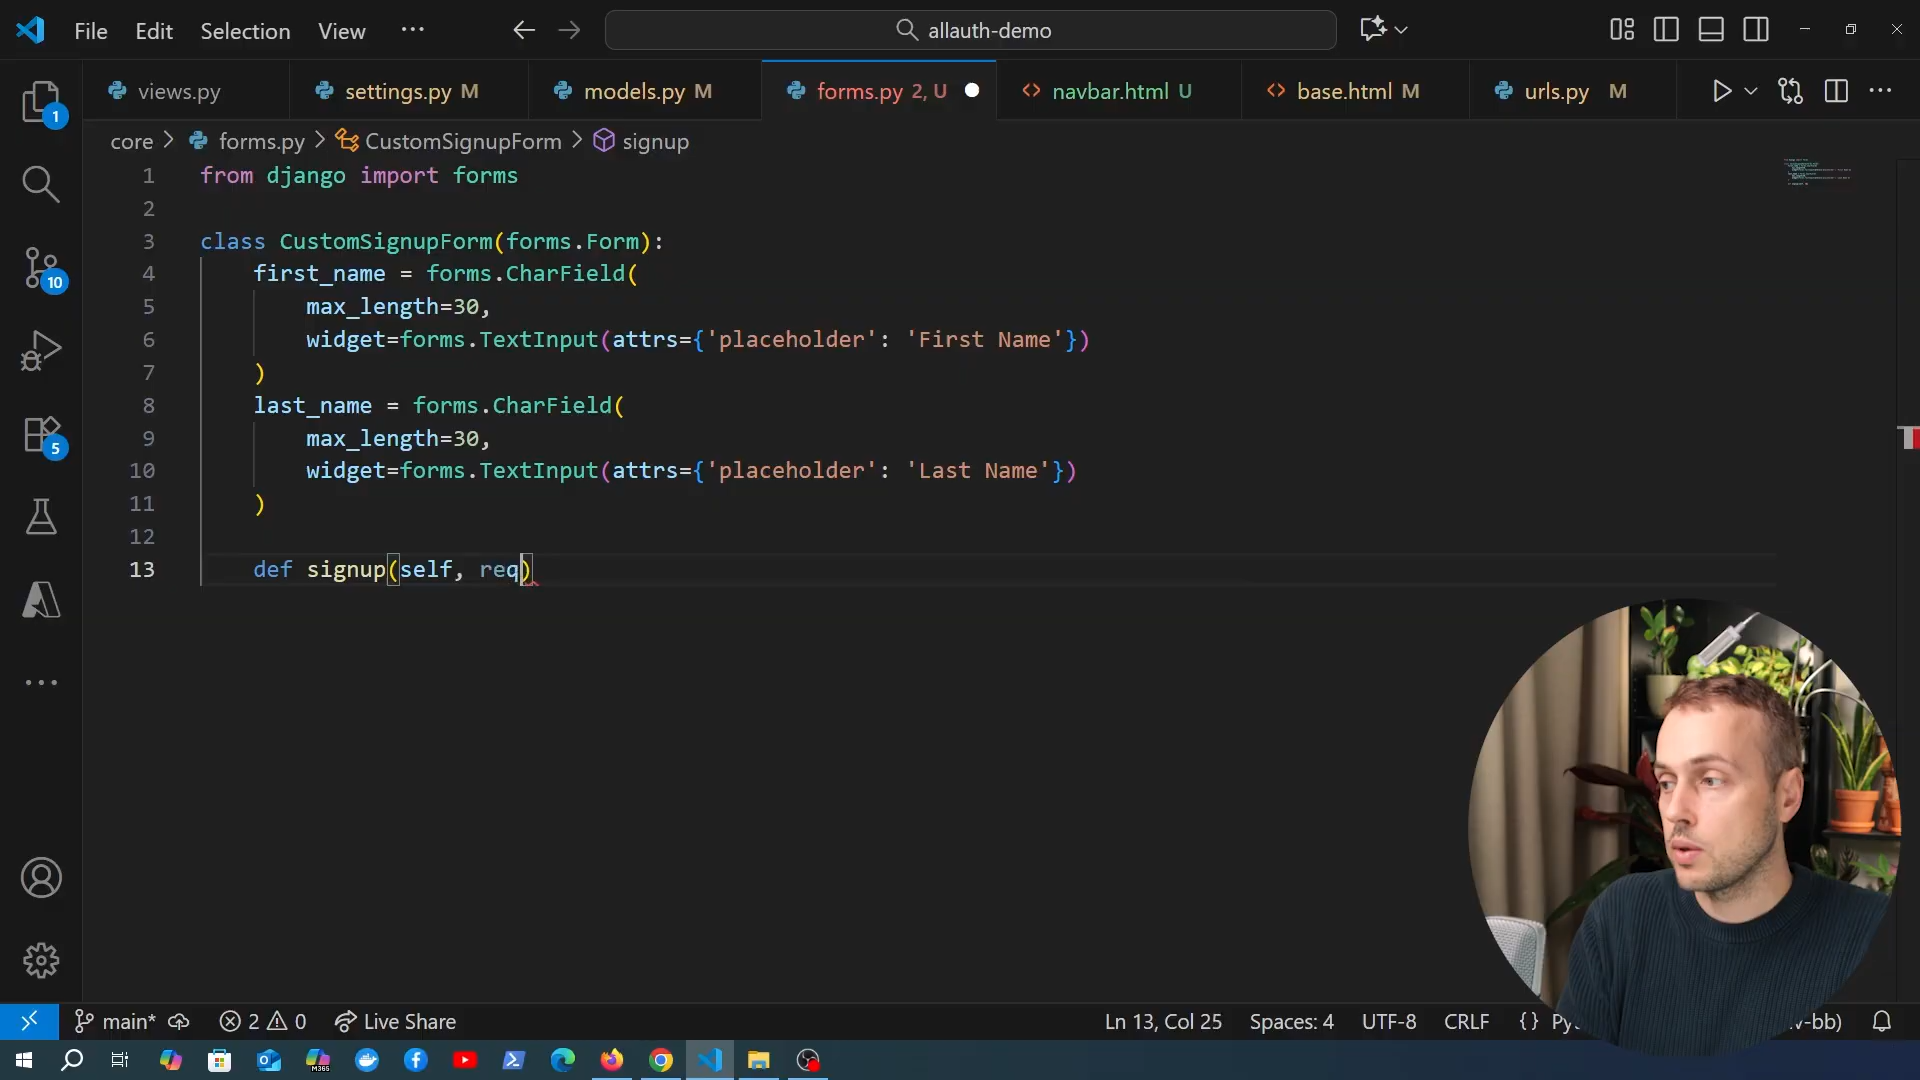 File Edit Selection View ··· allauth-demo
views.py settings.py M models.py M forms.py 2, U navbar.html U base.html M urls.py M
core > forms.py > CustomSignupForm > signup
1 from django import forms
2
3 class CustomSignupForm(forms.Form):
4 first_name = forms.CharField(
5 max_length=30,
6 widget=forms.TextInput(attrs={'placeholder': 'First Name'})
7 )
8 last_name = forms.CharField(
9 max_length=30,
10 widget=forms.TextInput(attrs={'placeholder': 'Last Name'})
11 )
12
13 def signup(self, req)
1
10
5
main* 2 0 Live Share Ln 13, Col 25 Spaces: 4 UTF-8 CRLF {}
M365